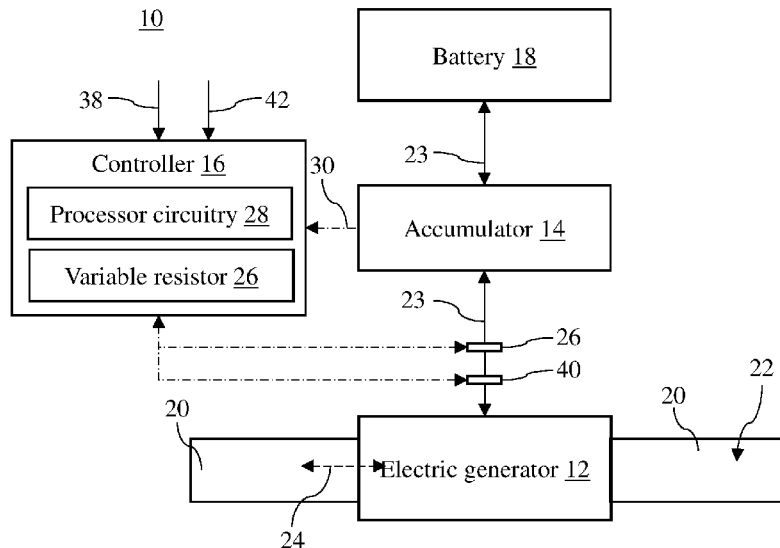 10
Battery 18
38
42
23
Controller 16
30
Processor circuitry 28
Accumulator 14
Variable resistor 26
23
26
40
22
20
20
Electric generator 12
24